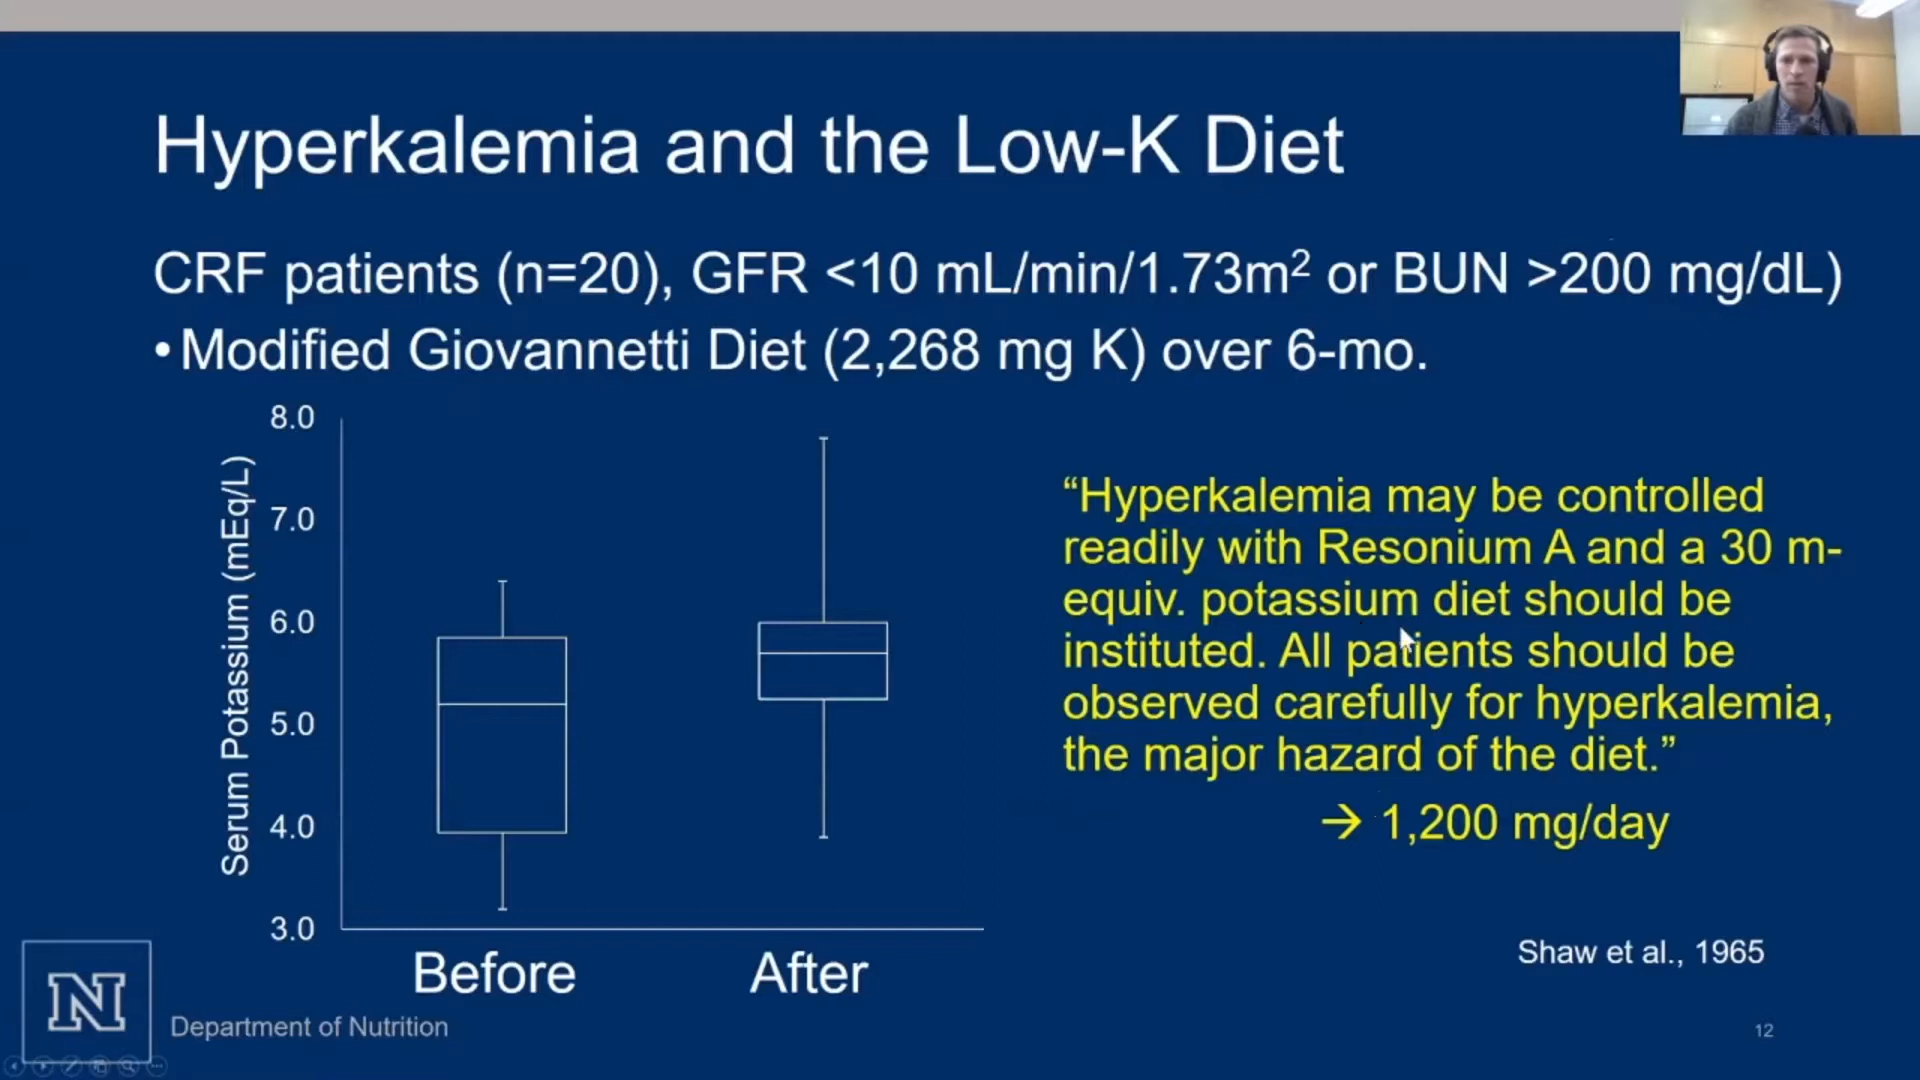 Hyperkalemia and the Low-K Diet
CRF patients (n=20), GFR <10 mL/min/1.73m² or BUN >200 mg/dL)
•Modified Giovannetti Diet (2,268 mg K) over 6-mo.
Serum Potassium (mEq/L)
8.0
7.0
6.0
5.0
4.0
3.0
Before After
“Hyperkalemia may be controlled
readily with Resonium A and a 30 m-
equiv. potassium diet should be
instituted. All patients should be
observed carefully for hyperkalemia,
the major hazard of the diet.”
→ 1,200 mg/day
Shaw et al., 1965
N
Department of Nutrition
12